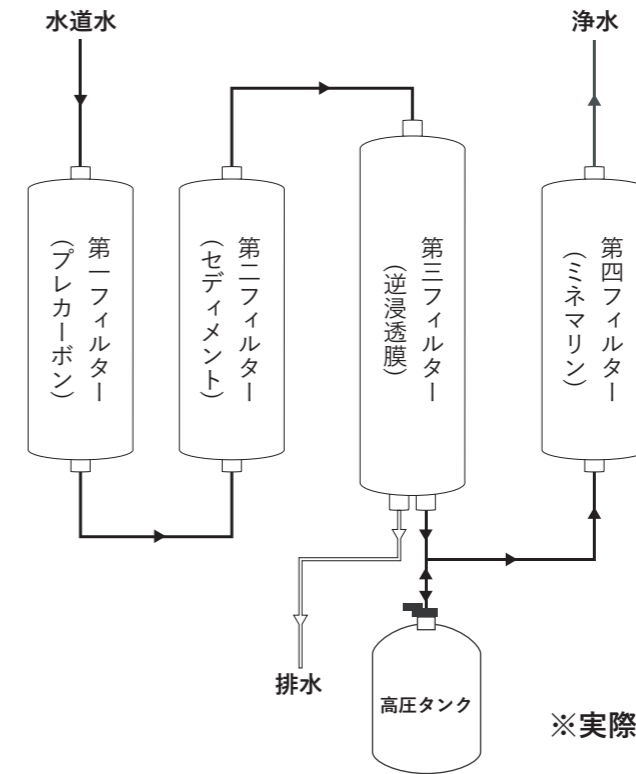 水道水
浄水
第一フィルター
(プレカーボン)
第二フィルター
(セディメント)
第三フィルター
(逆浸透膜)
第四フィルター
(ミネマリン)
排水
高圧タンク
※実際